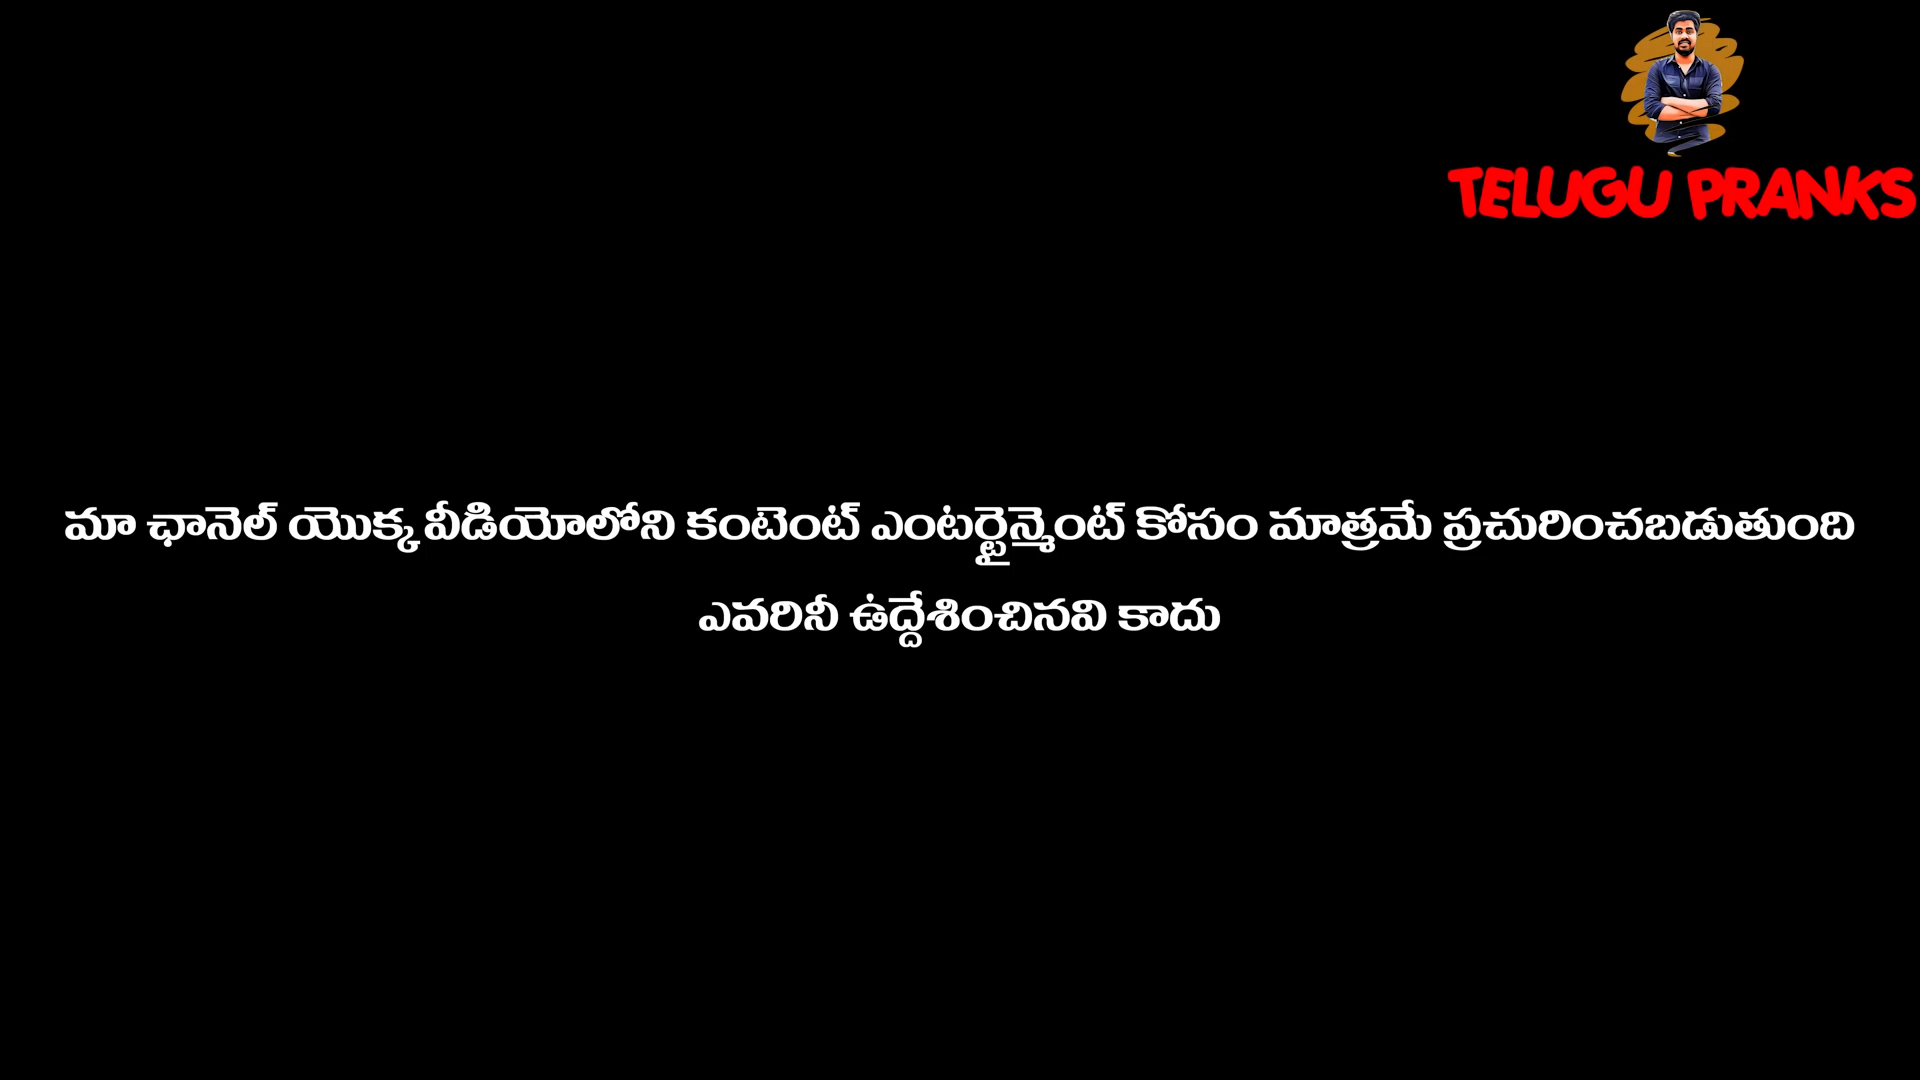 TELUGU PRANKS
మా ఛానెల్ యొక్క వీడియోలోని కంటెంట్ ఎంటర్టైన్మెంట్ కోసం మాత్రమే ప్రచురించబడుతుంది
ఎవరినీ ఉద్దేశించినవి కాదు